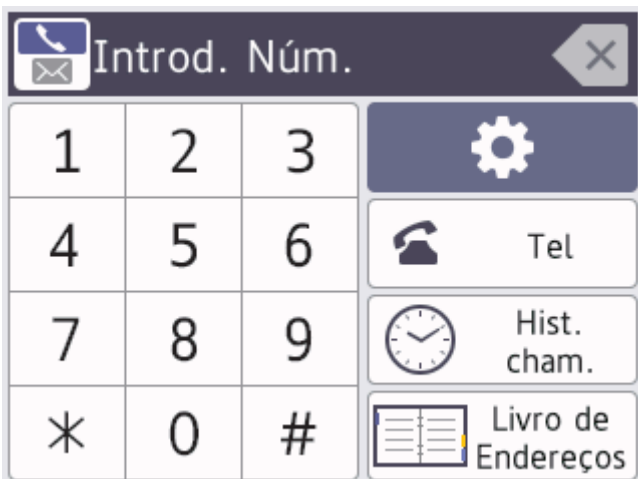 Introd. Núm.
1 2 3
4 5 6
Tel
7 8 9
Hist.
cham.
* 0 #
Livro de
Endereços